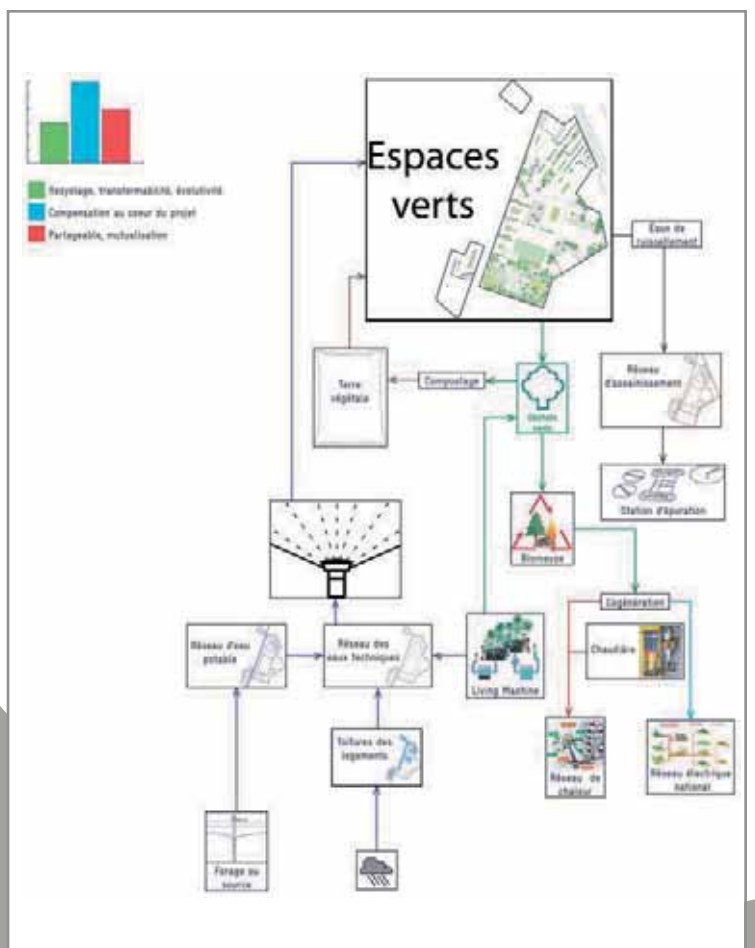 Recyclage, transformabilité, évolutivité
Compensation au coeur du projet
Partageable, mutualisation
Espaces
verts
Eaux de
ruissellement
Terre
végétale
Compostage
Déchets
verts
Réseau
d'assainissement
Station d'épuration
Biomasse
Cogénération
Réseau d'eau
potable
Réseau des
eaux techniques
Living Machine
Chaudière
Toitures des
logements
Réseau de
chaleur
Réseau électrique
national
Forage ou
source